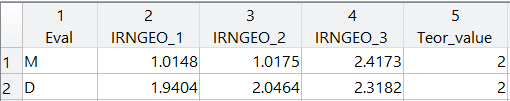 1 2 3 4 5
Eval IRNGEO_1 IRNGEO_2 IRNGEO_3 Teor_value
1 M 1.0148 1.0175 2.4173 2
2 D 1.9404 2.0464 2.3182 2